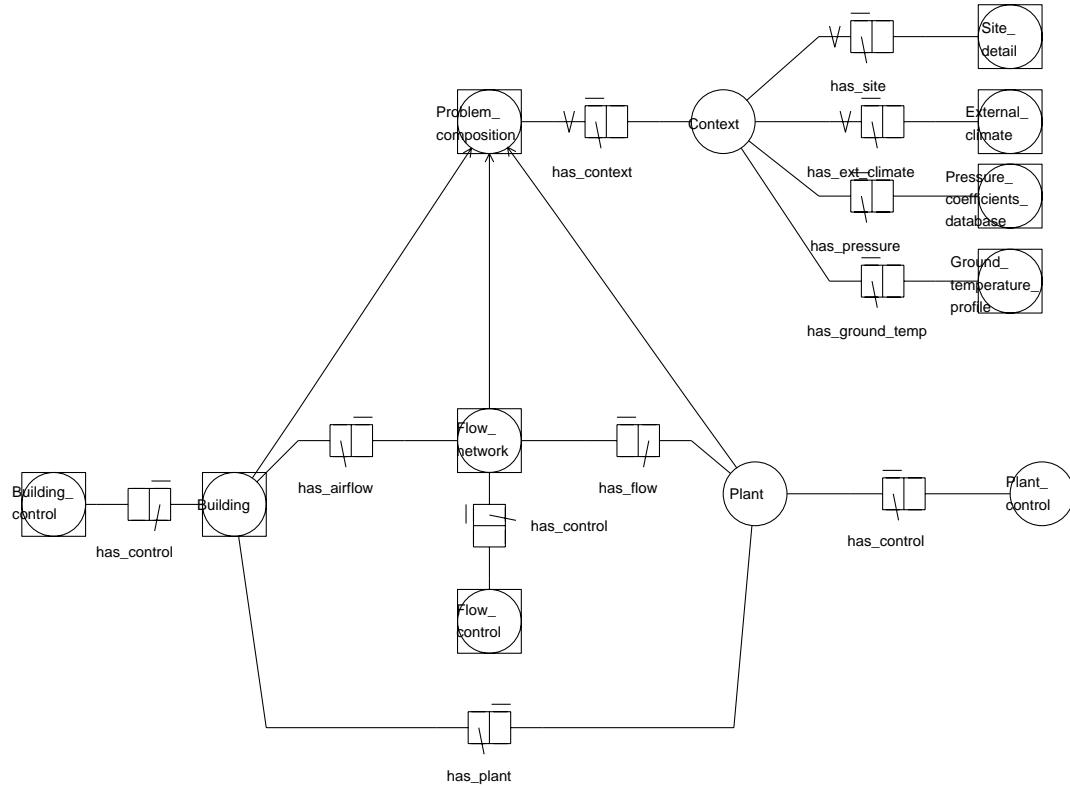 Site_
detail
has_site
Problem_
composition
Context
External_
climate
has_context
has_ext_climate
Pressure_
coefficients_
database
has_pressure
Ground_
temperature_
profile
has_ground_temp
Flow_
network
has_airflow
has_flow
Building_
control
Building
Plant
Plant_
control
has_control
has_control
has_control
Flow_
control
has_plant